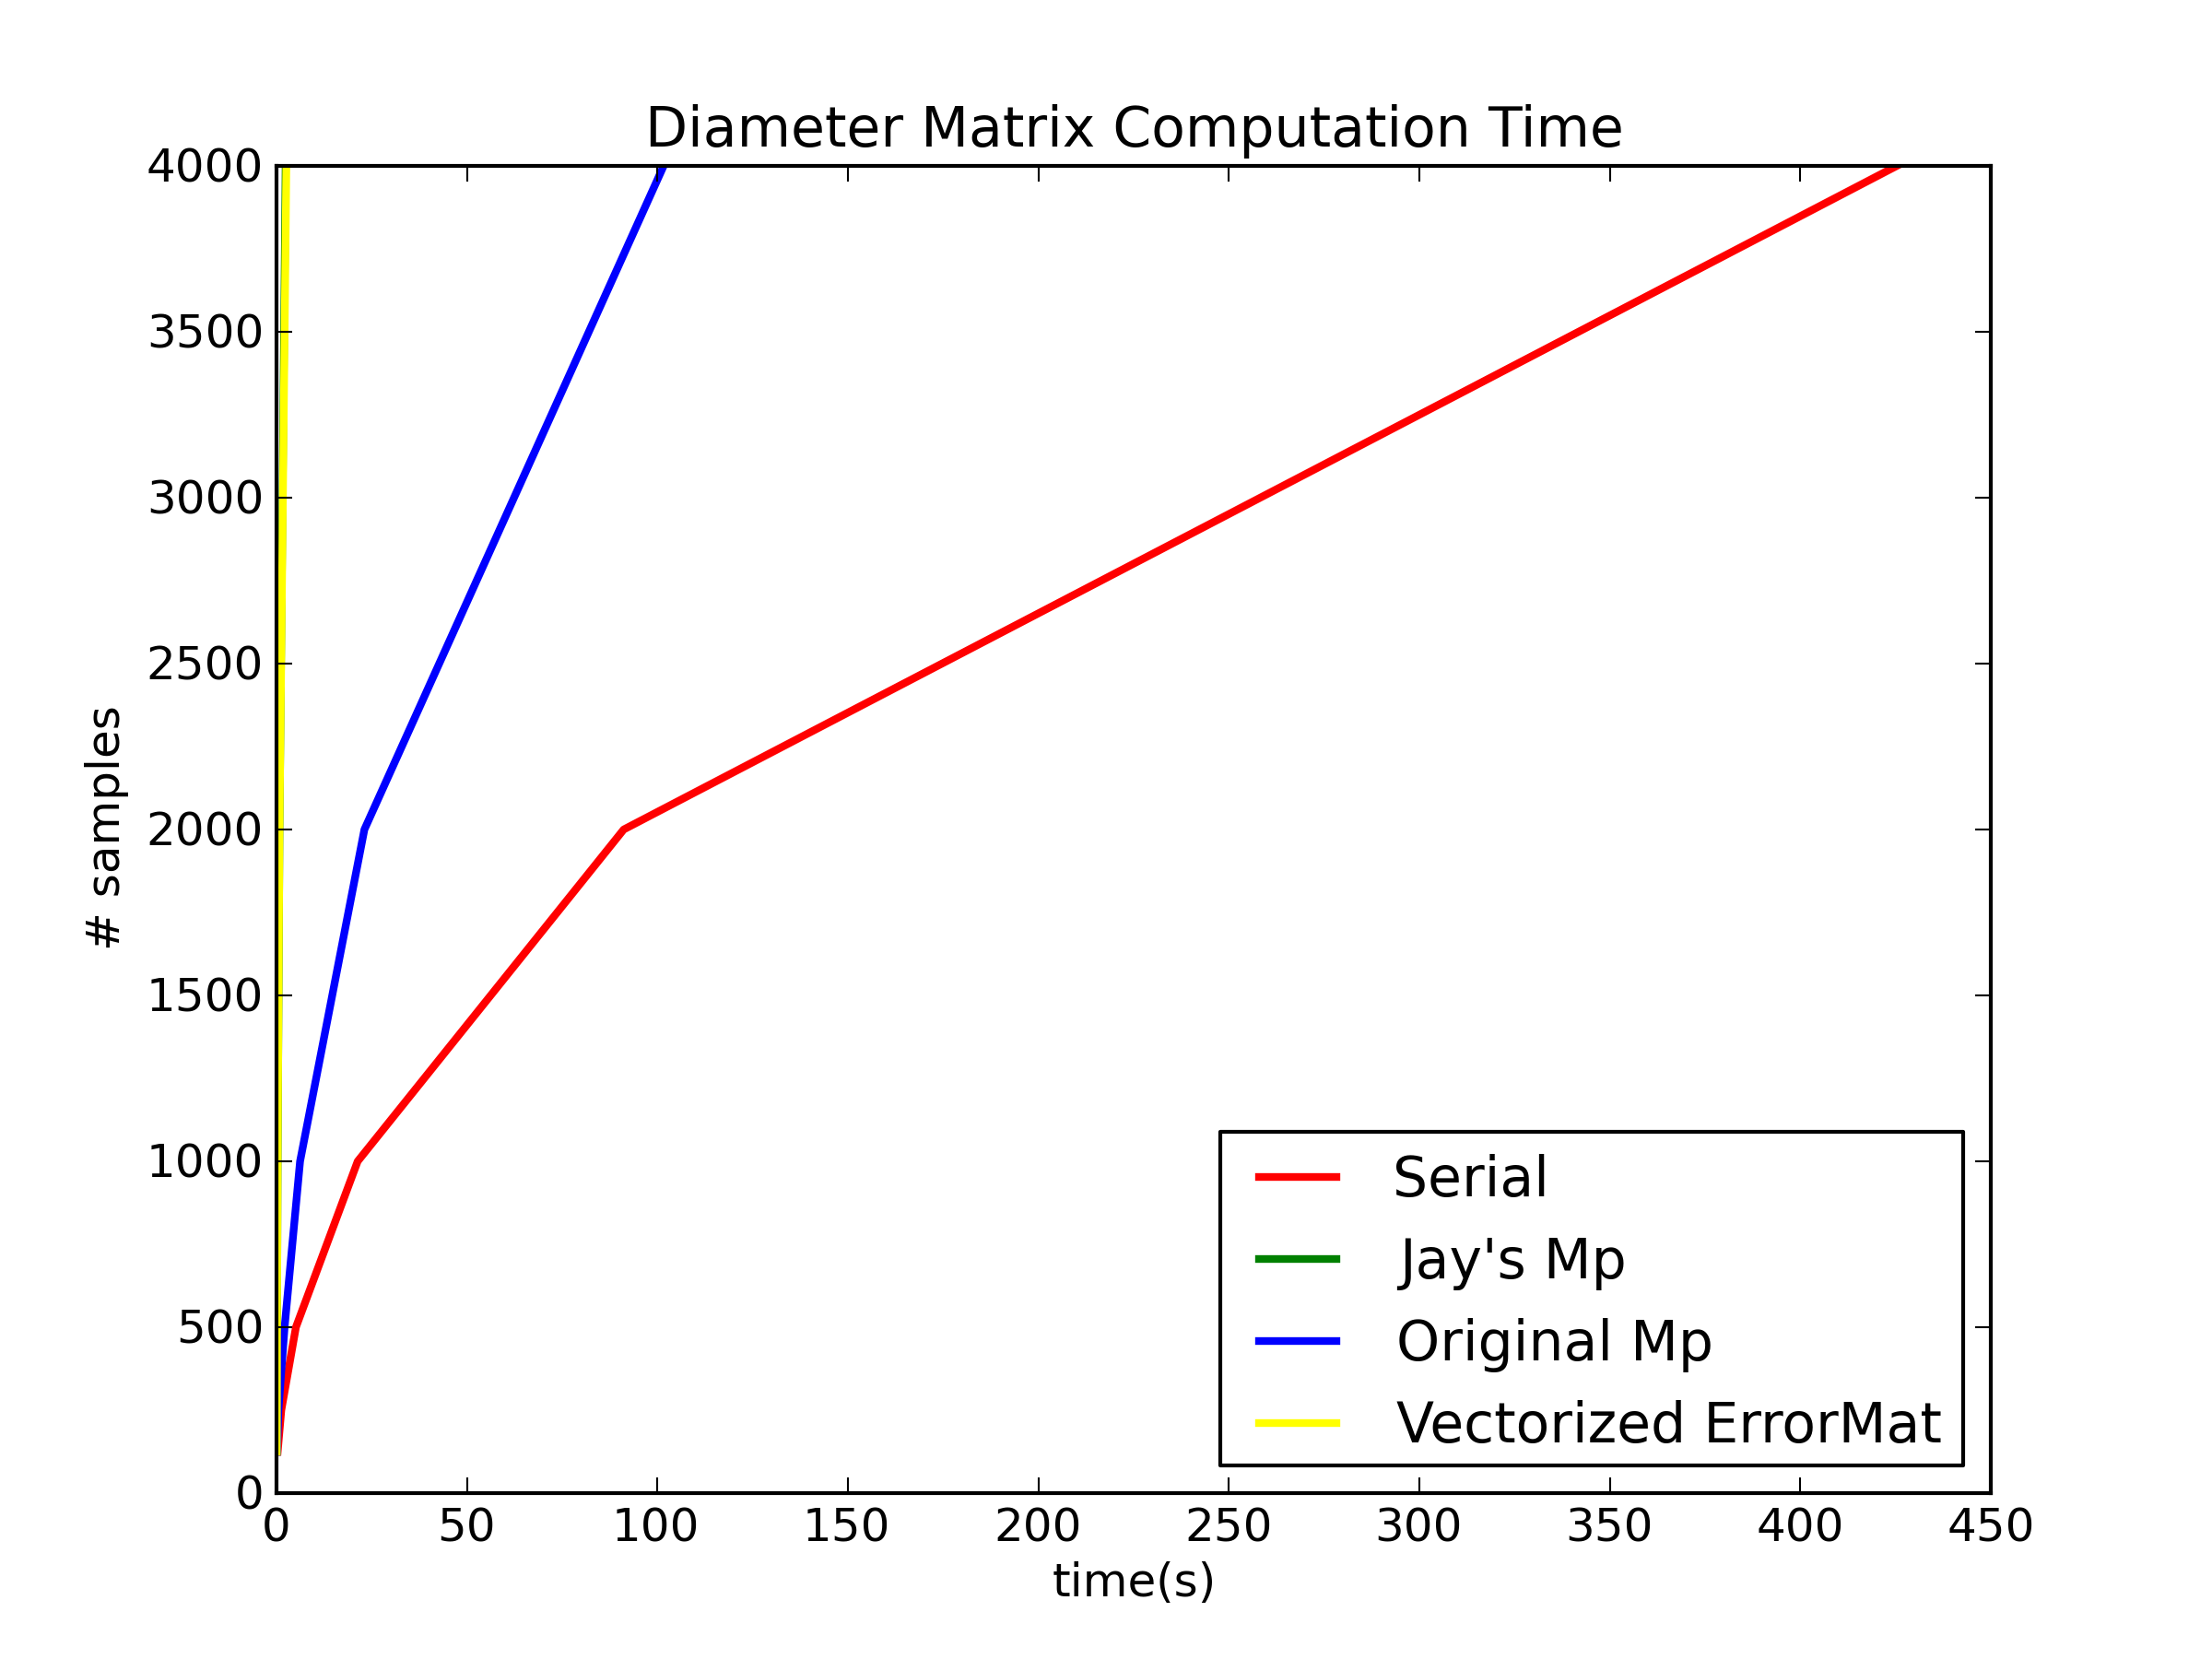 Diameter Matrix Computation Time
4000
3500
3000
2500
2000
1500
1000
500
0
# samples
0 50 100 150 200 250 300 350 400 450
time(s)
Serial
Jay's Mp
Original Mp
Vectorized ErrorMat